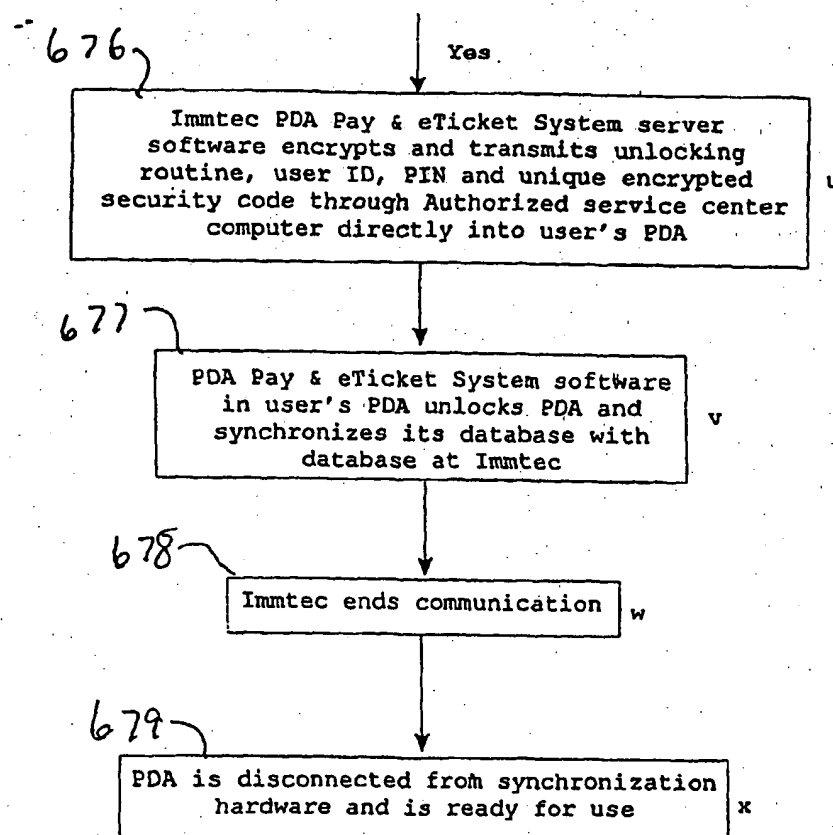 676
Yes
Immtec PDA Pay & eTicket System server
software encrypts and transmits unlocking
routine, user ID, PIN and unique encrypted
security code through Authorized service center
computer directly into user's PDA
677
PDA Pay & eTicket System software
in user's PDA unlocks PDA and
synchronizes its database with
database at Immtec
v
678
Immtec ends communication
w
679
PDA is disconnected from synchronization
hardware and is ready for use
x